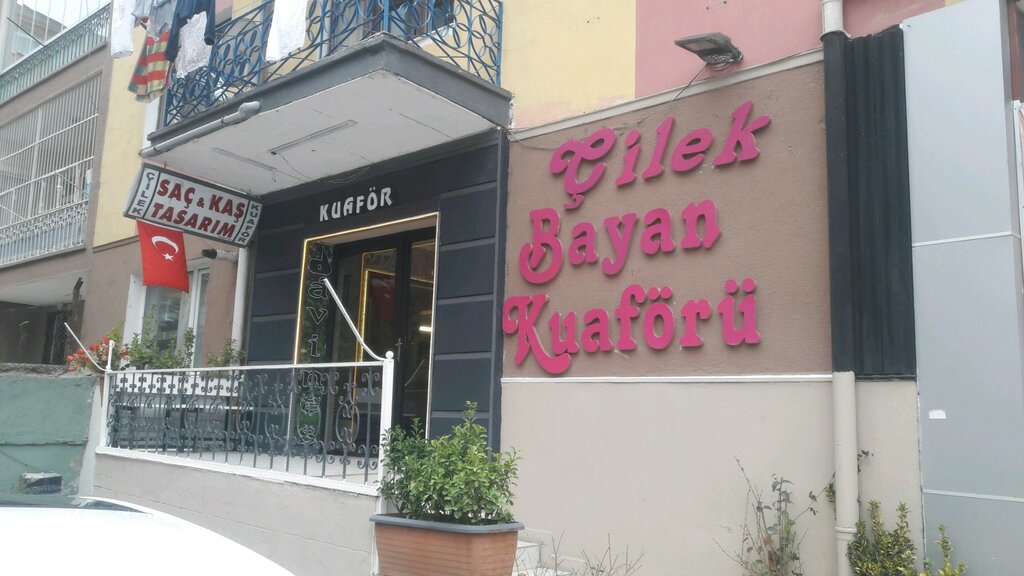 ÇİLEK
SAÇ & KAŞ
TASARIM
KUAFÖR
KUAFÖR
Çilek
Bayan
Kuaförü